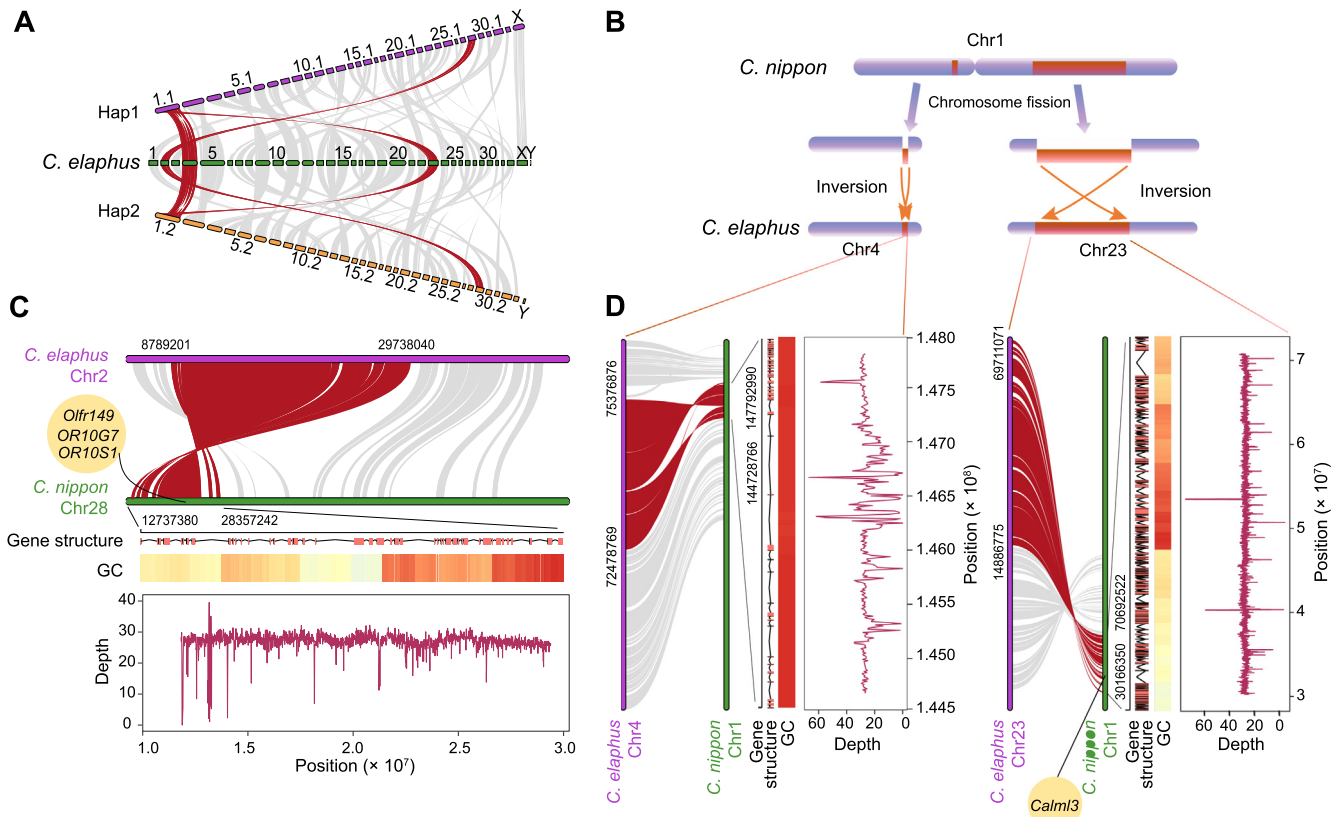 A
1.1
5.1
10.1
15.1
20.1
25.1
30.1
X
Hap1
C. elaphus
1
5
10
15
20
25
30
XY
Hap2
1.2
5.2
10.2
15.2
20.2
25.2
30.2
Y
B
Chr1
C. nippon
Chromosome fission
Inversion
Inversion
C. elaphus
Chr4
Chr23
C
8789201
29738040
C. elaphus
Chr2
Olfr149
OR10G7
OR10S1
C. nippon
Chr28
12737380
28357242
Gene structure
GC
Depth
40
30
20
10
0
1.0
1.5
2.0
2.5
3.0
Position (× 10⁷)
D
75376876
72478769
147792990
144728766
C. elaphus
Chr4
C. nippon
Chr1
Gene
structure
GC
60
40
20
0
Depth
1.480
1.475
1.470
1.465
1.460
1.455
1.450
1.445
Position (× 10⁸)
69711071
14886775
70692522
30166350
C. elaphus
Chr23
C. nippon
Chr1
Calml3
Gene
structure
GC
60
40
20
0
Depth
7
6
5
4
3
Position (× 10⁷)